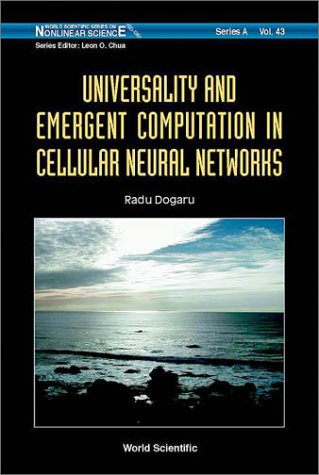 WORLD SCIENTIFIC SERIES ON
NONLINEAR SCIENCE
Series A Vol. 43
Series Editor: Leon O. Chua
UNIVERSALITY AND
EMERGENT COMPUTATION IN
CELLULAR NEURAL NETWORKS
Radu Dogaru
World Scientific